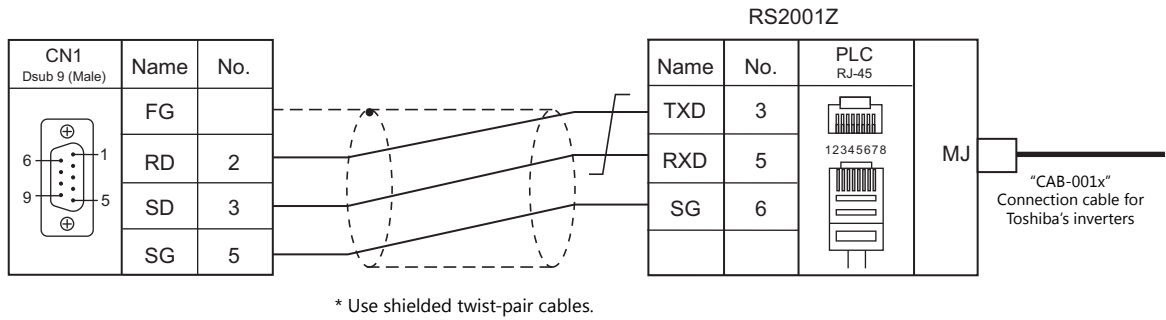 RS2001Z
CN1
Dsub 9 (Male)
Name No.
FG
RD 2
SD 3
SG 5
6 1
9 5
Name No.
TXD 3
RXD 5
SG 6
PLC
RJ-45
12345678
MJ
"CAB-001x"
Connection cable for
Toshiba's inverters
* Use shielded twist-pair cables.